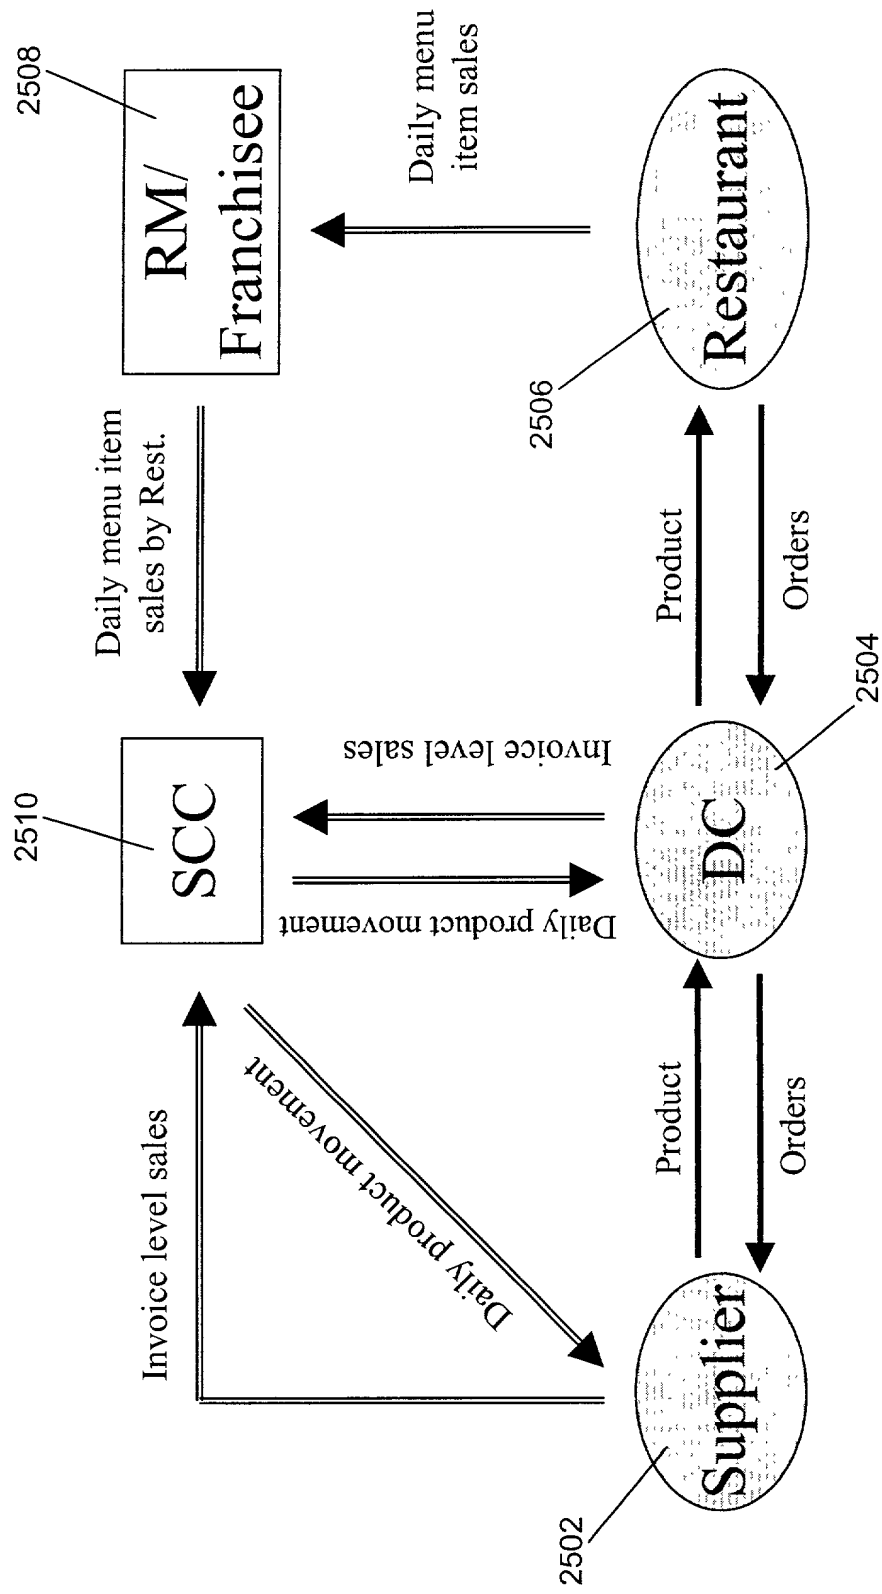 2510
2508
Invoice level sales
Daily menu item
sales by Rest.
SCC
RM/
Franchisee
Daily product movement
Daily product movement
Invoice level sales
Daily menu
item sales
2502
2506
Supplier
Product
Orders
DC
Product
Orders
Restaurant
2504